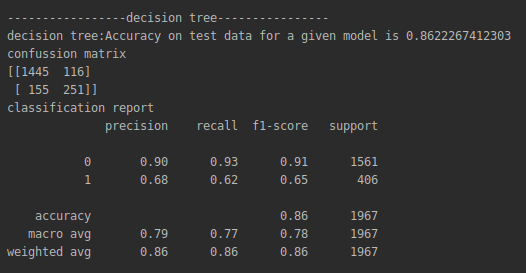 -----------------decision tree----------------
decision tree:Accuracy on test data for a given model is 0.8622267412303
confussion matrix
[[1445  116]
 [ 155  251]]
classification report
              precision    recall  f1-score   support

           0       0.90      0.93      0.91      1561
           1       0.68      0.62      0.65       406

    accuracy                           0.86      1967
   macro avg       0.79      0.77      0.78      1967
weighted avg       0.86      0.86      0.86      1967